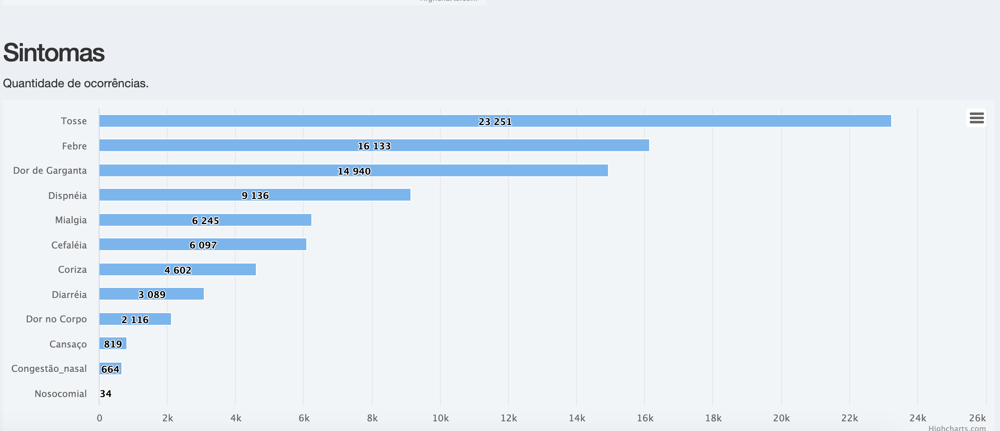 Highcharts.com
Sintomas
Quantidade de ocorrências.
Tosse 23 251
Febre 16 133
Dor de Garganta 14 940
Dispnéia 9 136
Mialgia 6 245
Cefaléia 6 097
Coriza 4 602
Diarréia 3 089
Dor no Corpo 2 116
Cansaço 819
Congestão_nasal 664
Nosocomial 34
0 2k 4k 6k 8k 10k 12k 14k 16k 18k 20k 22k 24k 26k
Highcharts.com